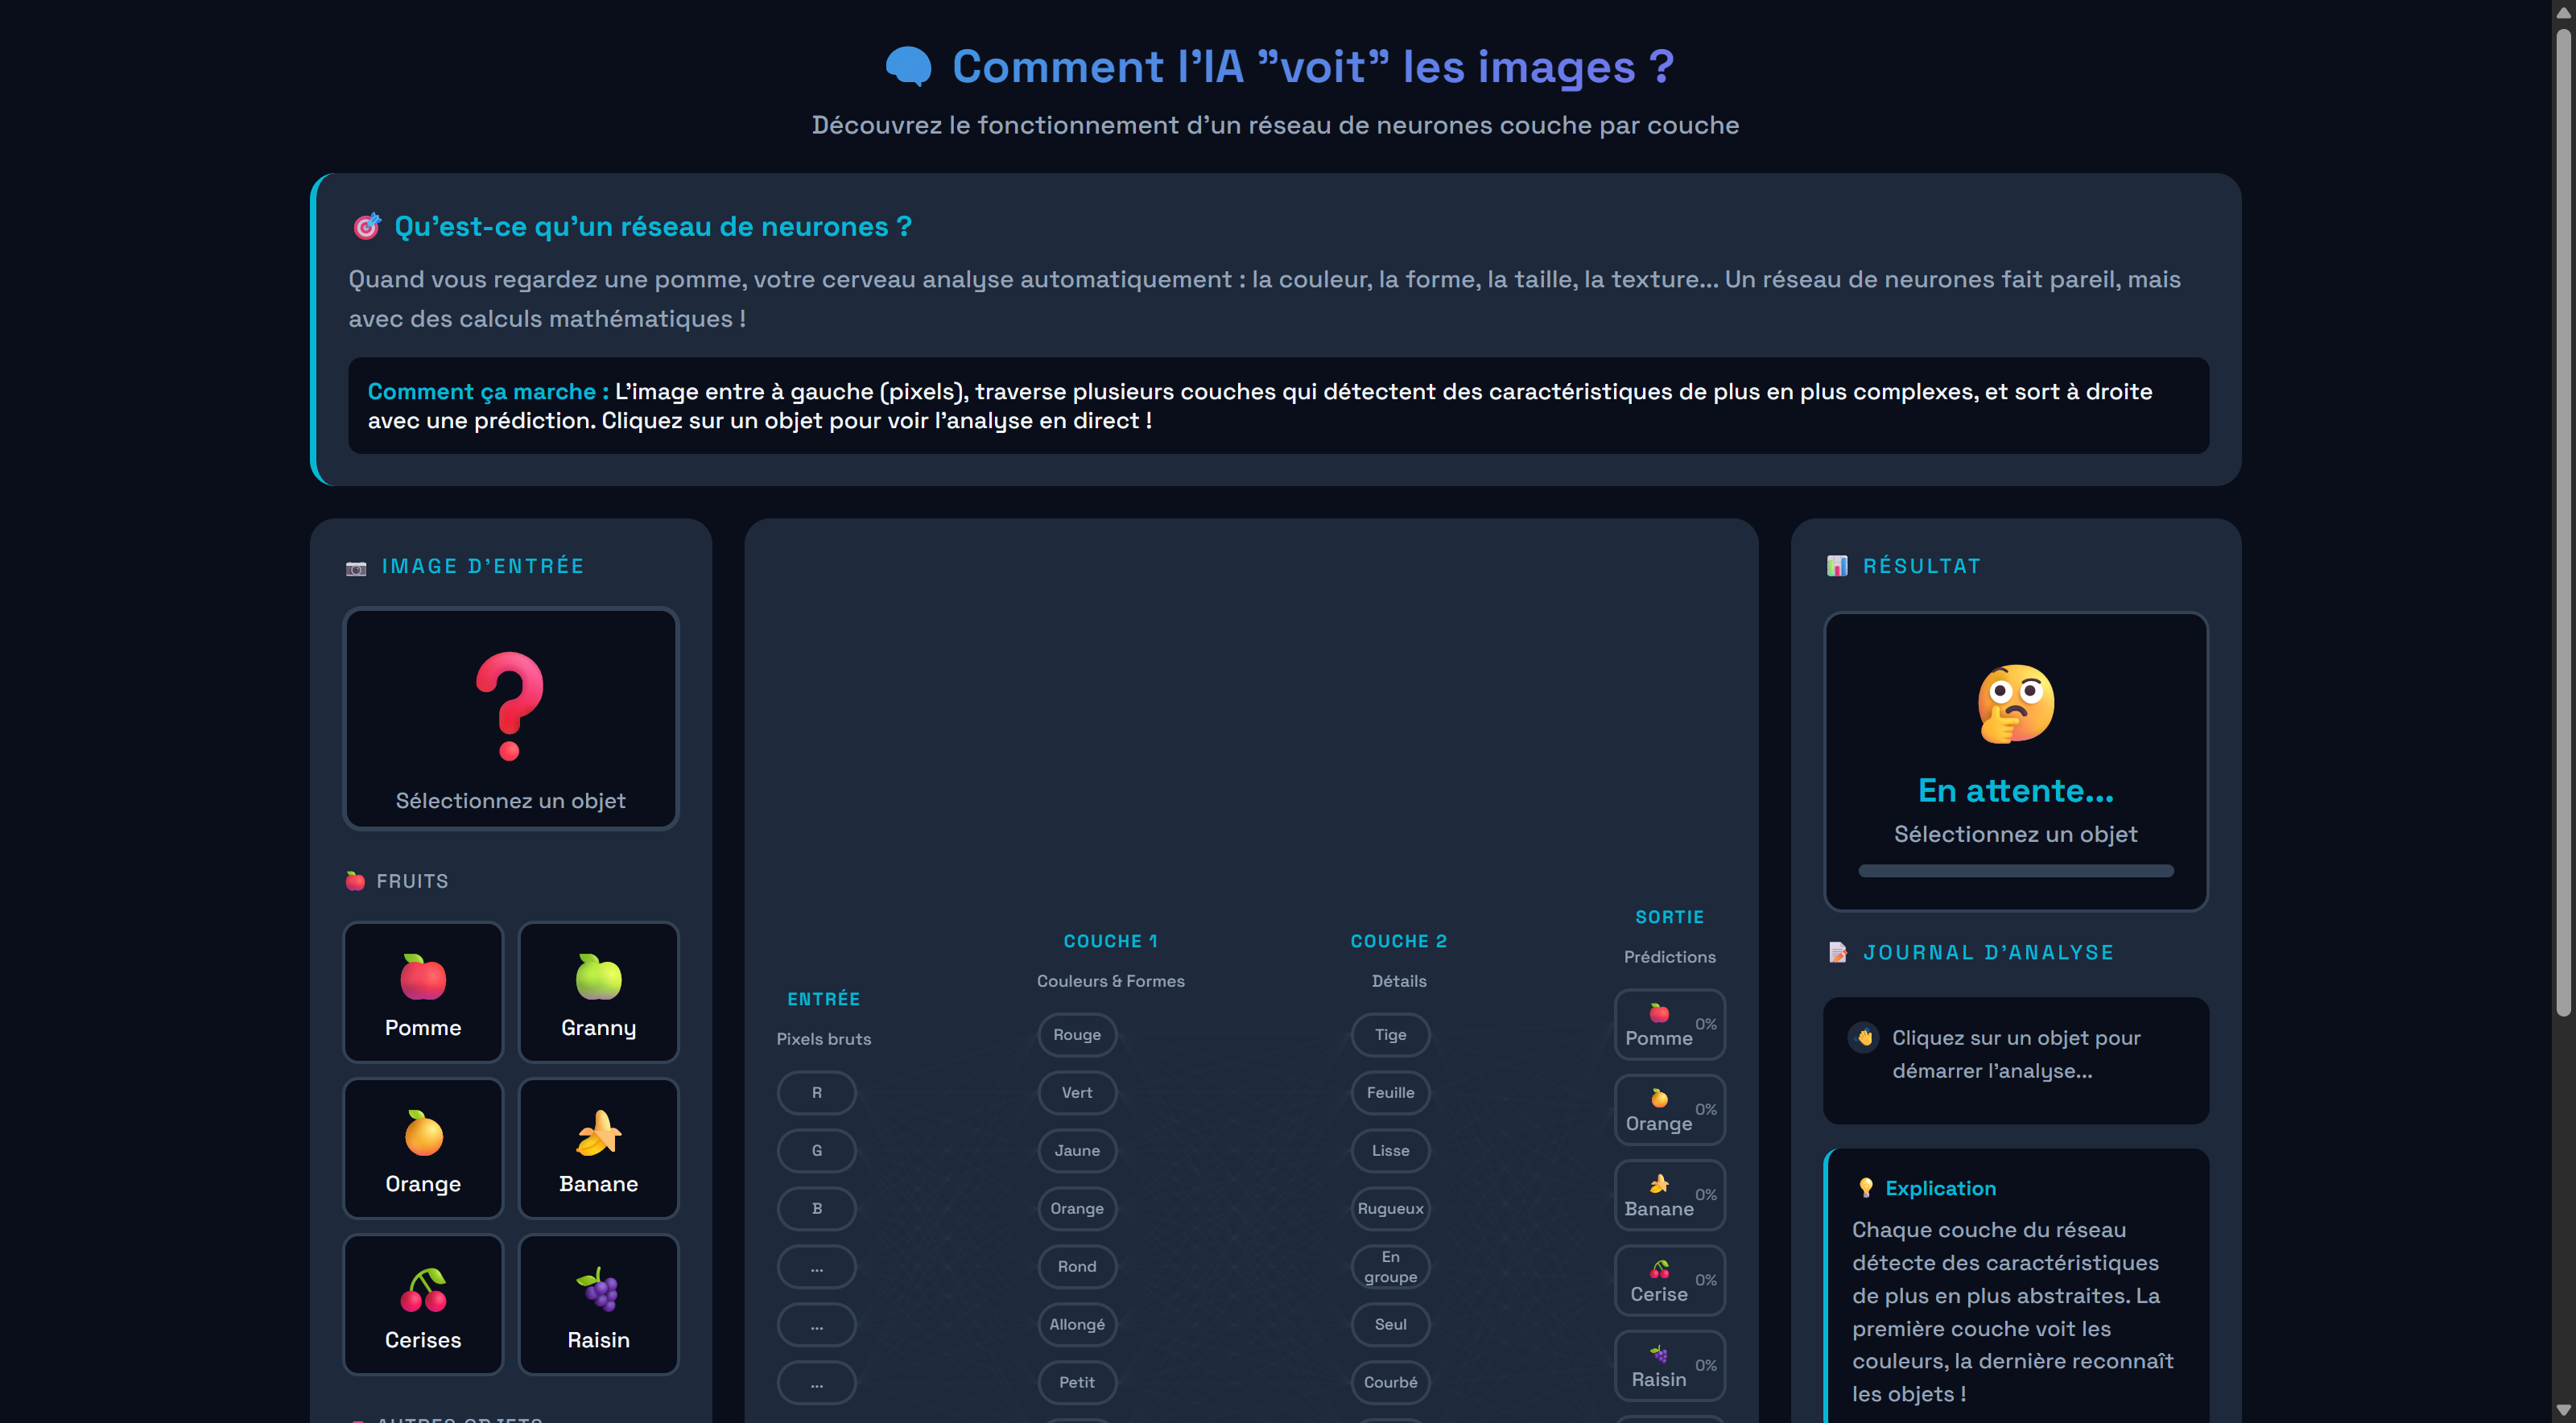 Comment l'IA "voit" les images ?
Découvrez le fonctionnement d'un réseau de neurones couche par couche
Qu'est-ce qu'un réseau de neurones ?
Quand vous regardez une pomme, votre cerveau analyse automatiquement : la couleur, la forme, la taille, la texture... Un réseau de neurones fait pareil, mais
avec des calculs mathématiques !
Comment ça marche : L'image entre à gauche (pixels), traverse plusieurs couches qui détectent des caractéristiques de plus en plus complexes, et sort à droite
avec une prédiction. Cliquez sur un objet pour voir l'analyse en direct !
IMAGE D'ENTRÉE
Sélectionnez un objet
FRUITS
Pomme
Granny
Orange
Banane
Cerises
Raisin
AUTRES OBJETS
ENTRÉE
Pixels bruts
R
G
B
...
...
...
COUCHE 1
Couleurs & Formes
Rouge
Vert
Jaune
Orange
Rond
Allongé
Petit
COUCHE 2
Détails
Tige
Feuille
Lisse
Rugueux
En
groupe
Seul
Courbé
SORTIE
Prédictions
Pomme 0%
Orange 0%
Banane 0%
Cerise 0%
Raisin 0%
RÉSULTAT
En attente...
Sélectionnez un objet
JOURNAL D'ANALYSE
Cliquez sur un objet pour
démarrer l'analyse...
Explication
Chaque couche du réseau
détecte des caractéristiques
de plus en plus abstraites. La
première couche voit les
couleurs, la dernière reconnaît
les objets !